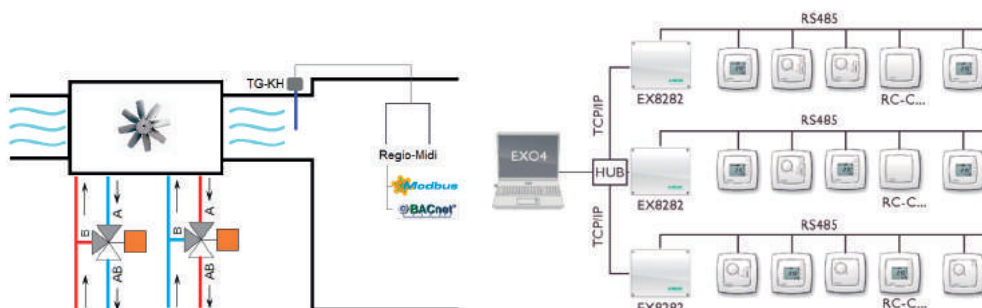 TG-KH
Regio-Midi
Modbus
BACnet
A
B
AB
A
B
AB
RS485
EX8282
RC-C...
TCP/IP
RS485
EXO4
HUB
EX8282
RC-C...
TCP/IP
RS485
EX8282
RC-C...